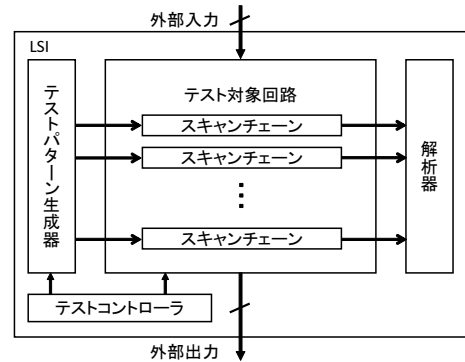 外部入力
LSI
テストパターン生成器
テスト対象回路
スキャンチェーン
スキャンチェーン
スキャンチェーン
解析器
テストコントローラ
外部出力